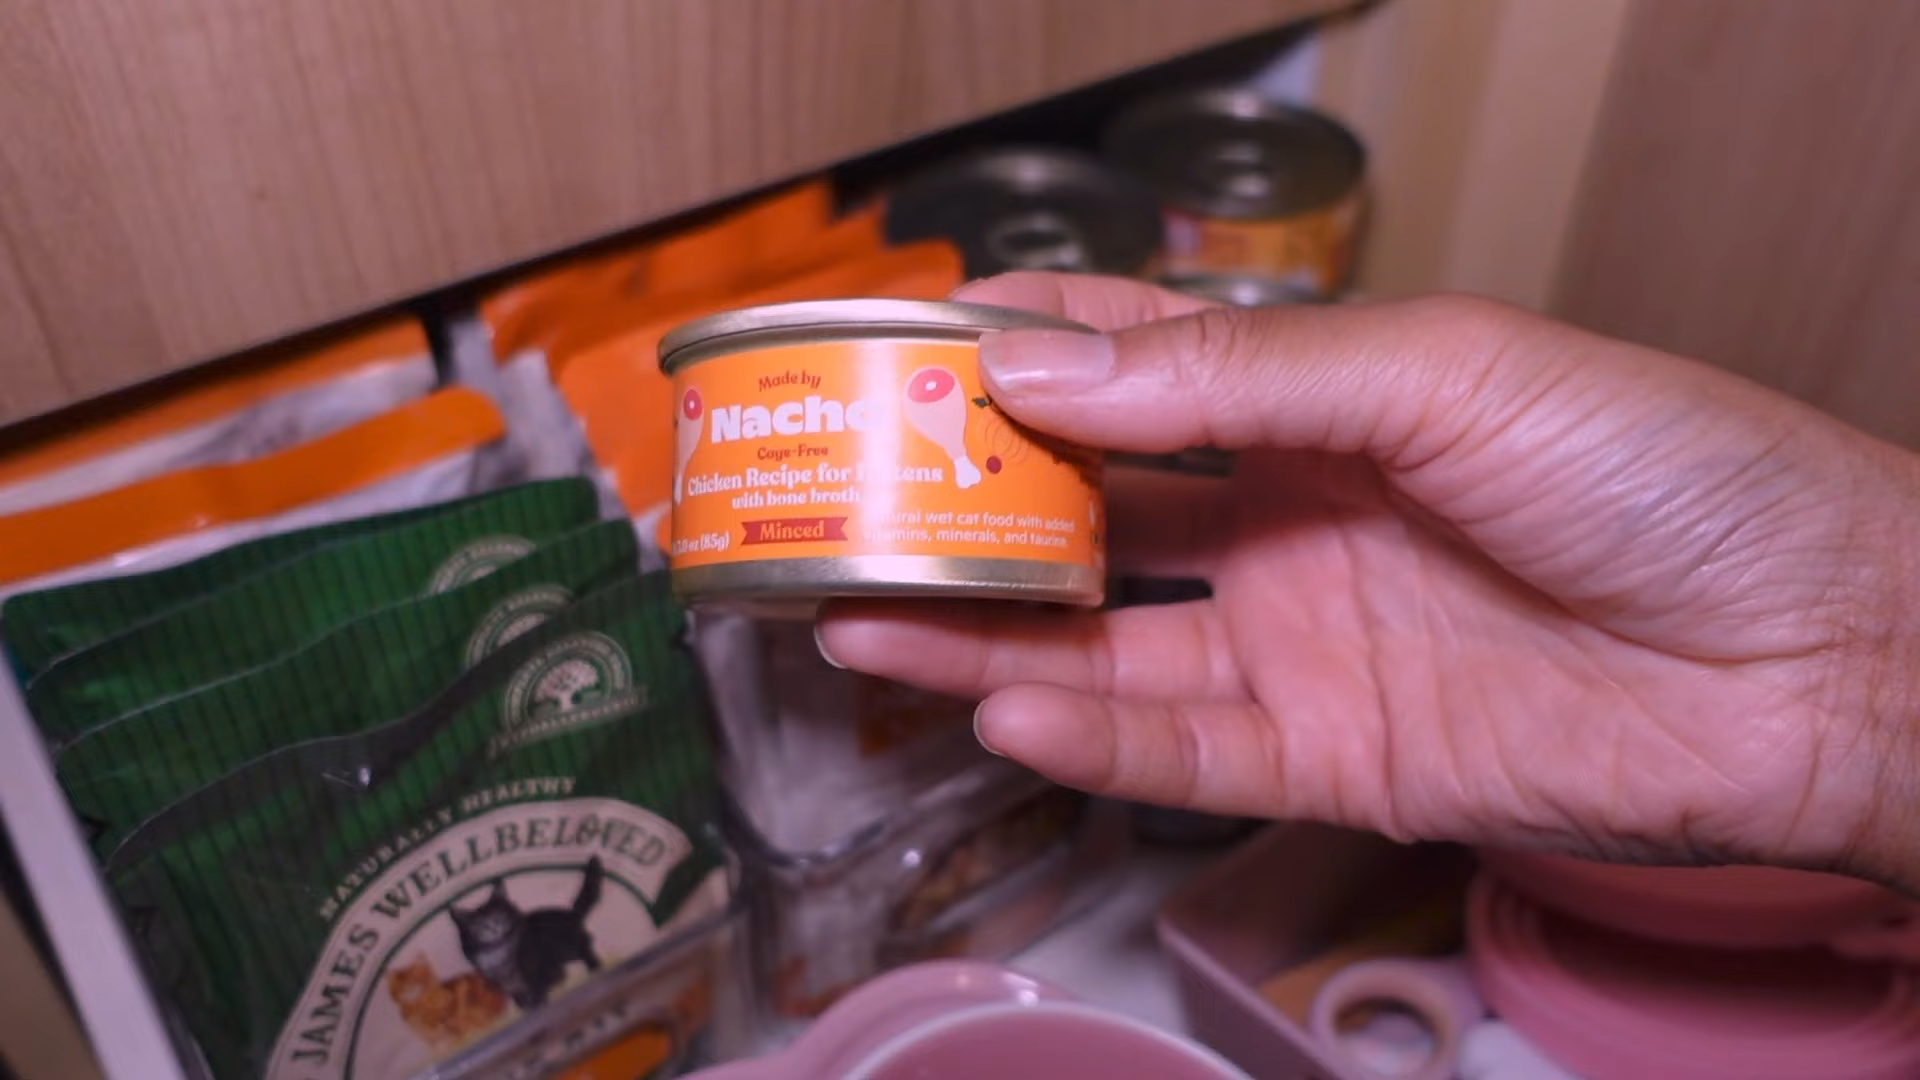 Made by
Nacho
Cage-Free
Chicken Recipe for Kittens
with bone broth
Minced
(85g)
wet cat food with added
vitamins, minerals, and taurine.
NATURALLY HEALTHY
JAMES WELLBELOVED